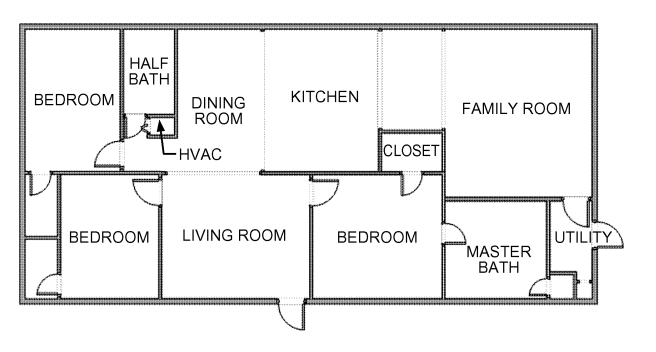 HALF
BATH
BEDROOM
DINING
ROOM
KITCHEN
FAMILY ROOM
HVAC
CLOSET
BEDROOM
LIVING ROOM
BEDROOM
MASTER
BATH
UTILITY